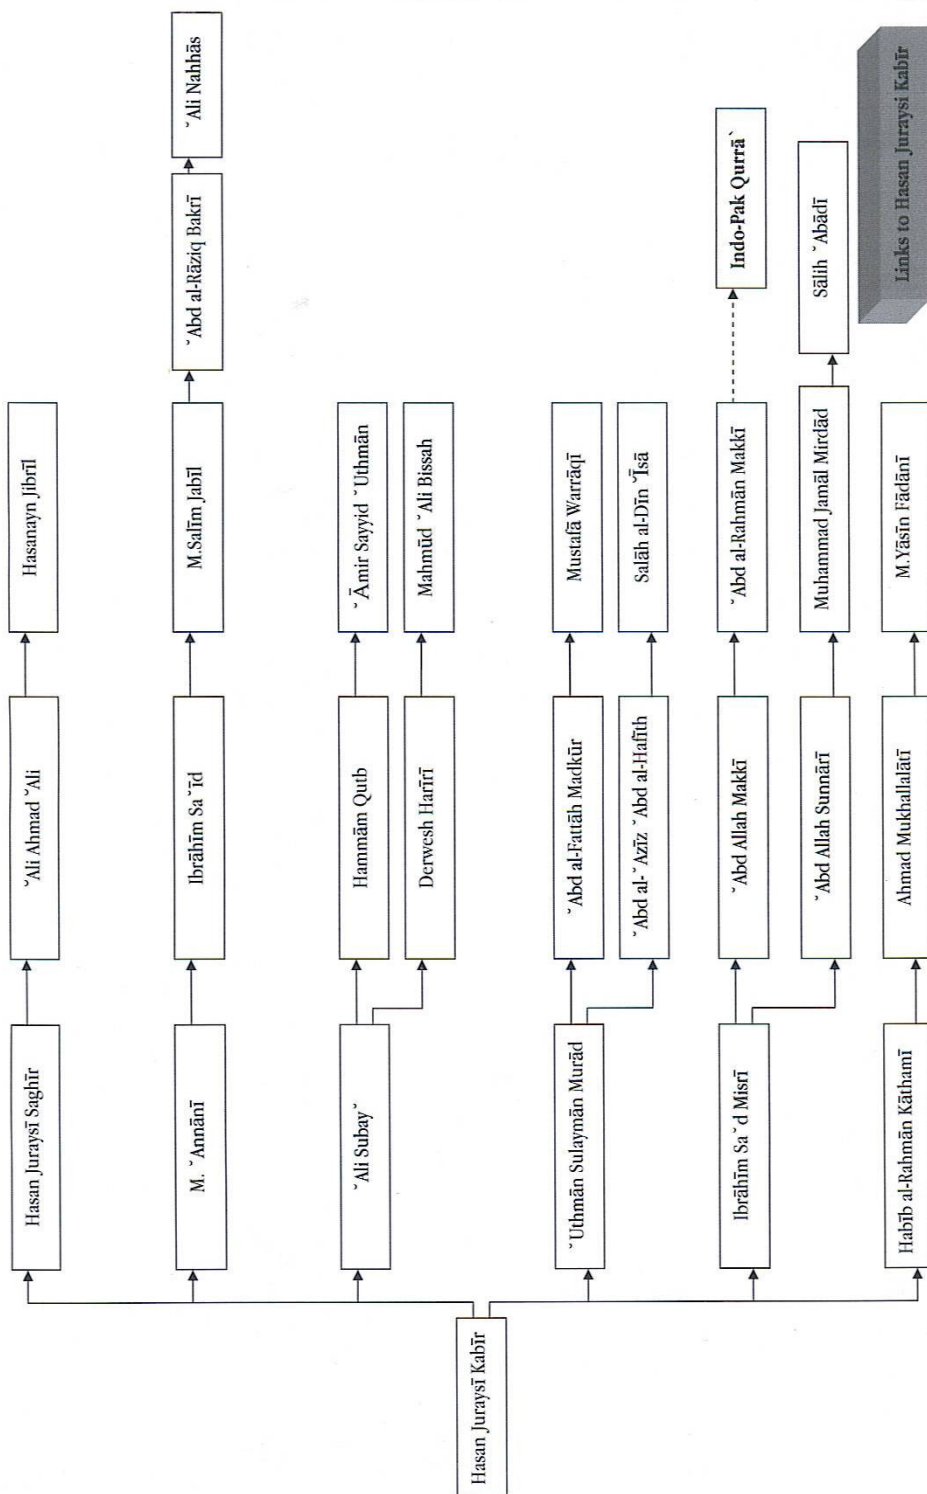 Hasan Juraysī Kabīr
Hasan Juraysī Saghīr
˘Ali Ahmad ˘Ali
Hasanayn Jibrīl
M. ˘Annānī
Ibrāhīm Sa˘īd
M.Salīm Jabīl
˘Abd al-Rāziq Bakrī
˘Ali Nahhās
˘Ali Subay˘
Hammām Qutb
˘Āmir Sayyid ˘Uthmān
Derwesh Harīrī
Mahmūd ˘Ali Bissah
˘Uthmān Sulaymān Murād
˘Abd al-Fattāh Madkūr
Mustafā Warrāqī
˘Abd al-˘Azīz ˘Abd al-Hafīth
Salāh al-Dīn ˘Īsā
Ibrāhīm Sa˘d Misrī
˘Abd Allah Makkī
˘Abd al-Rahmān Makkī
Indo-Pak Qurrā`
˘Abd Allah Sunnārī
Muhammad Jamāl Mirdād
Sālih ˘Abādī
Habīb al-Rahmān Kāthamī
Ahmad Mukhallalātī
M.Yāsīn Fādānī
Links to Hasan Juraysi Kabīr